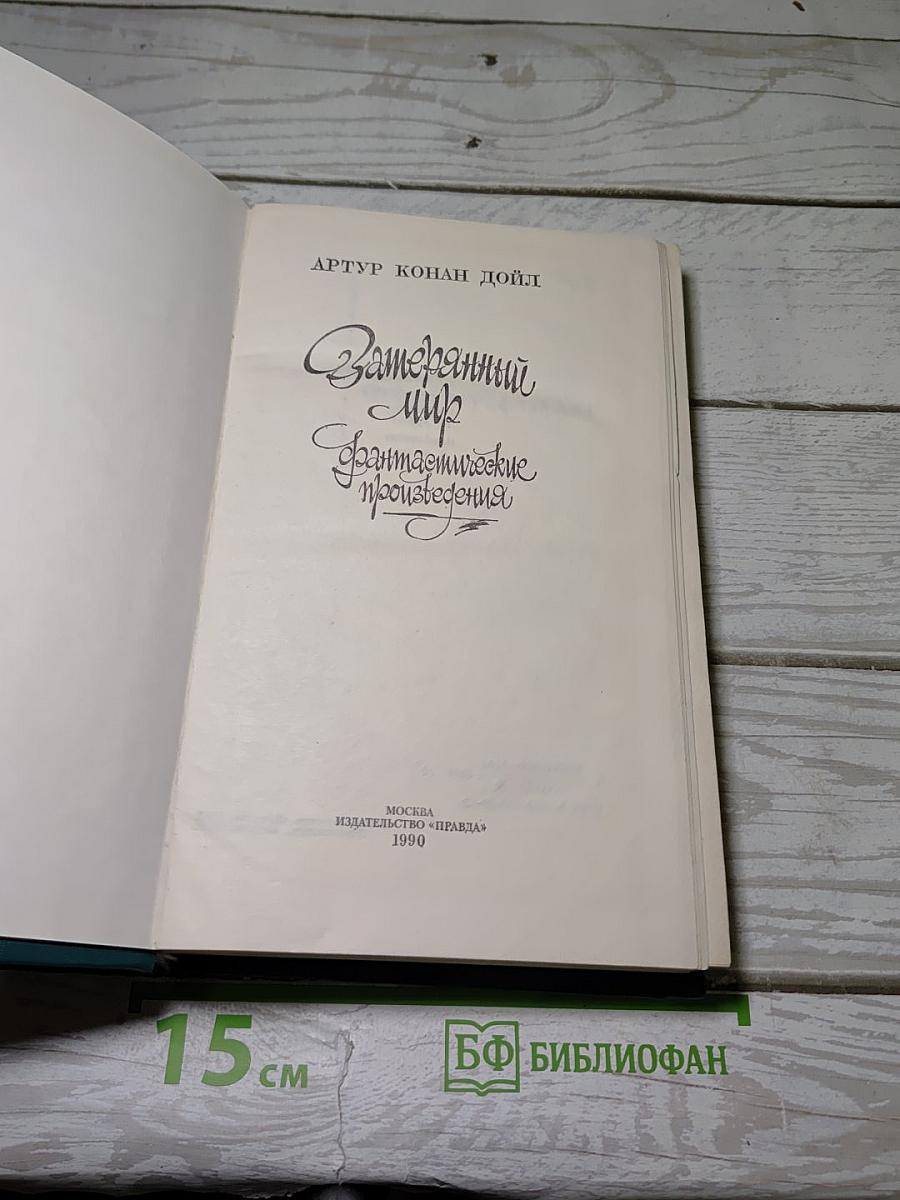 АРТУР КОНАН ДОЙЛ
Затерянный
мир
фантастические
произведения
МОСКВА
ИЗДАТЕЛЬСТВО «ПРАВДА»
1990
15 см
БФ БИБЛИОФАН